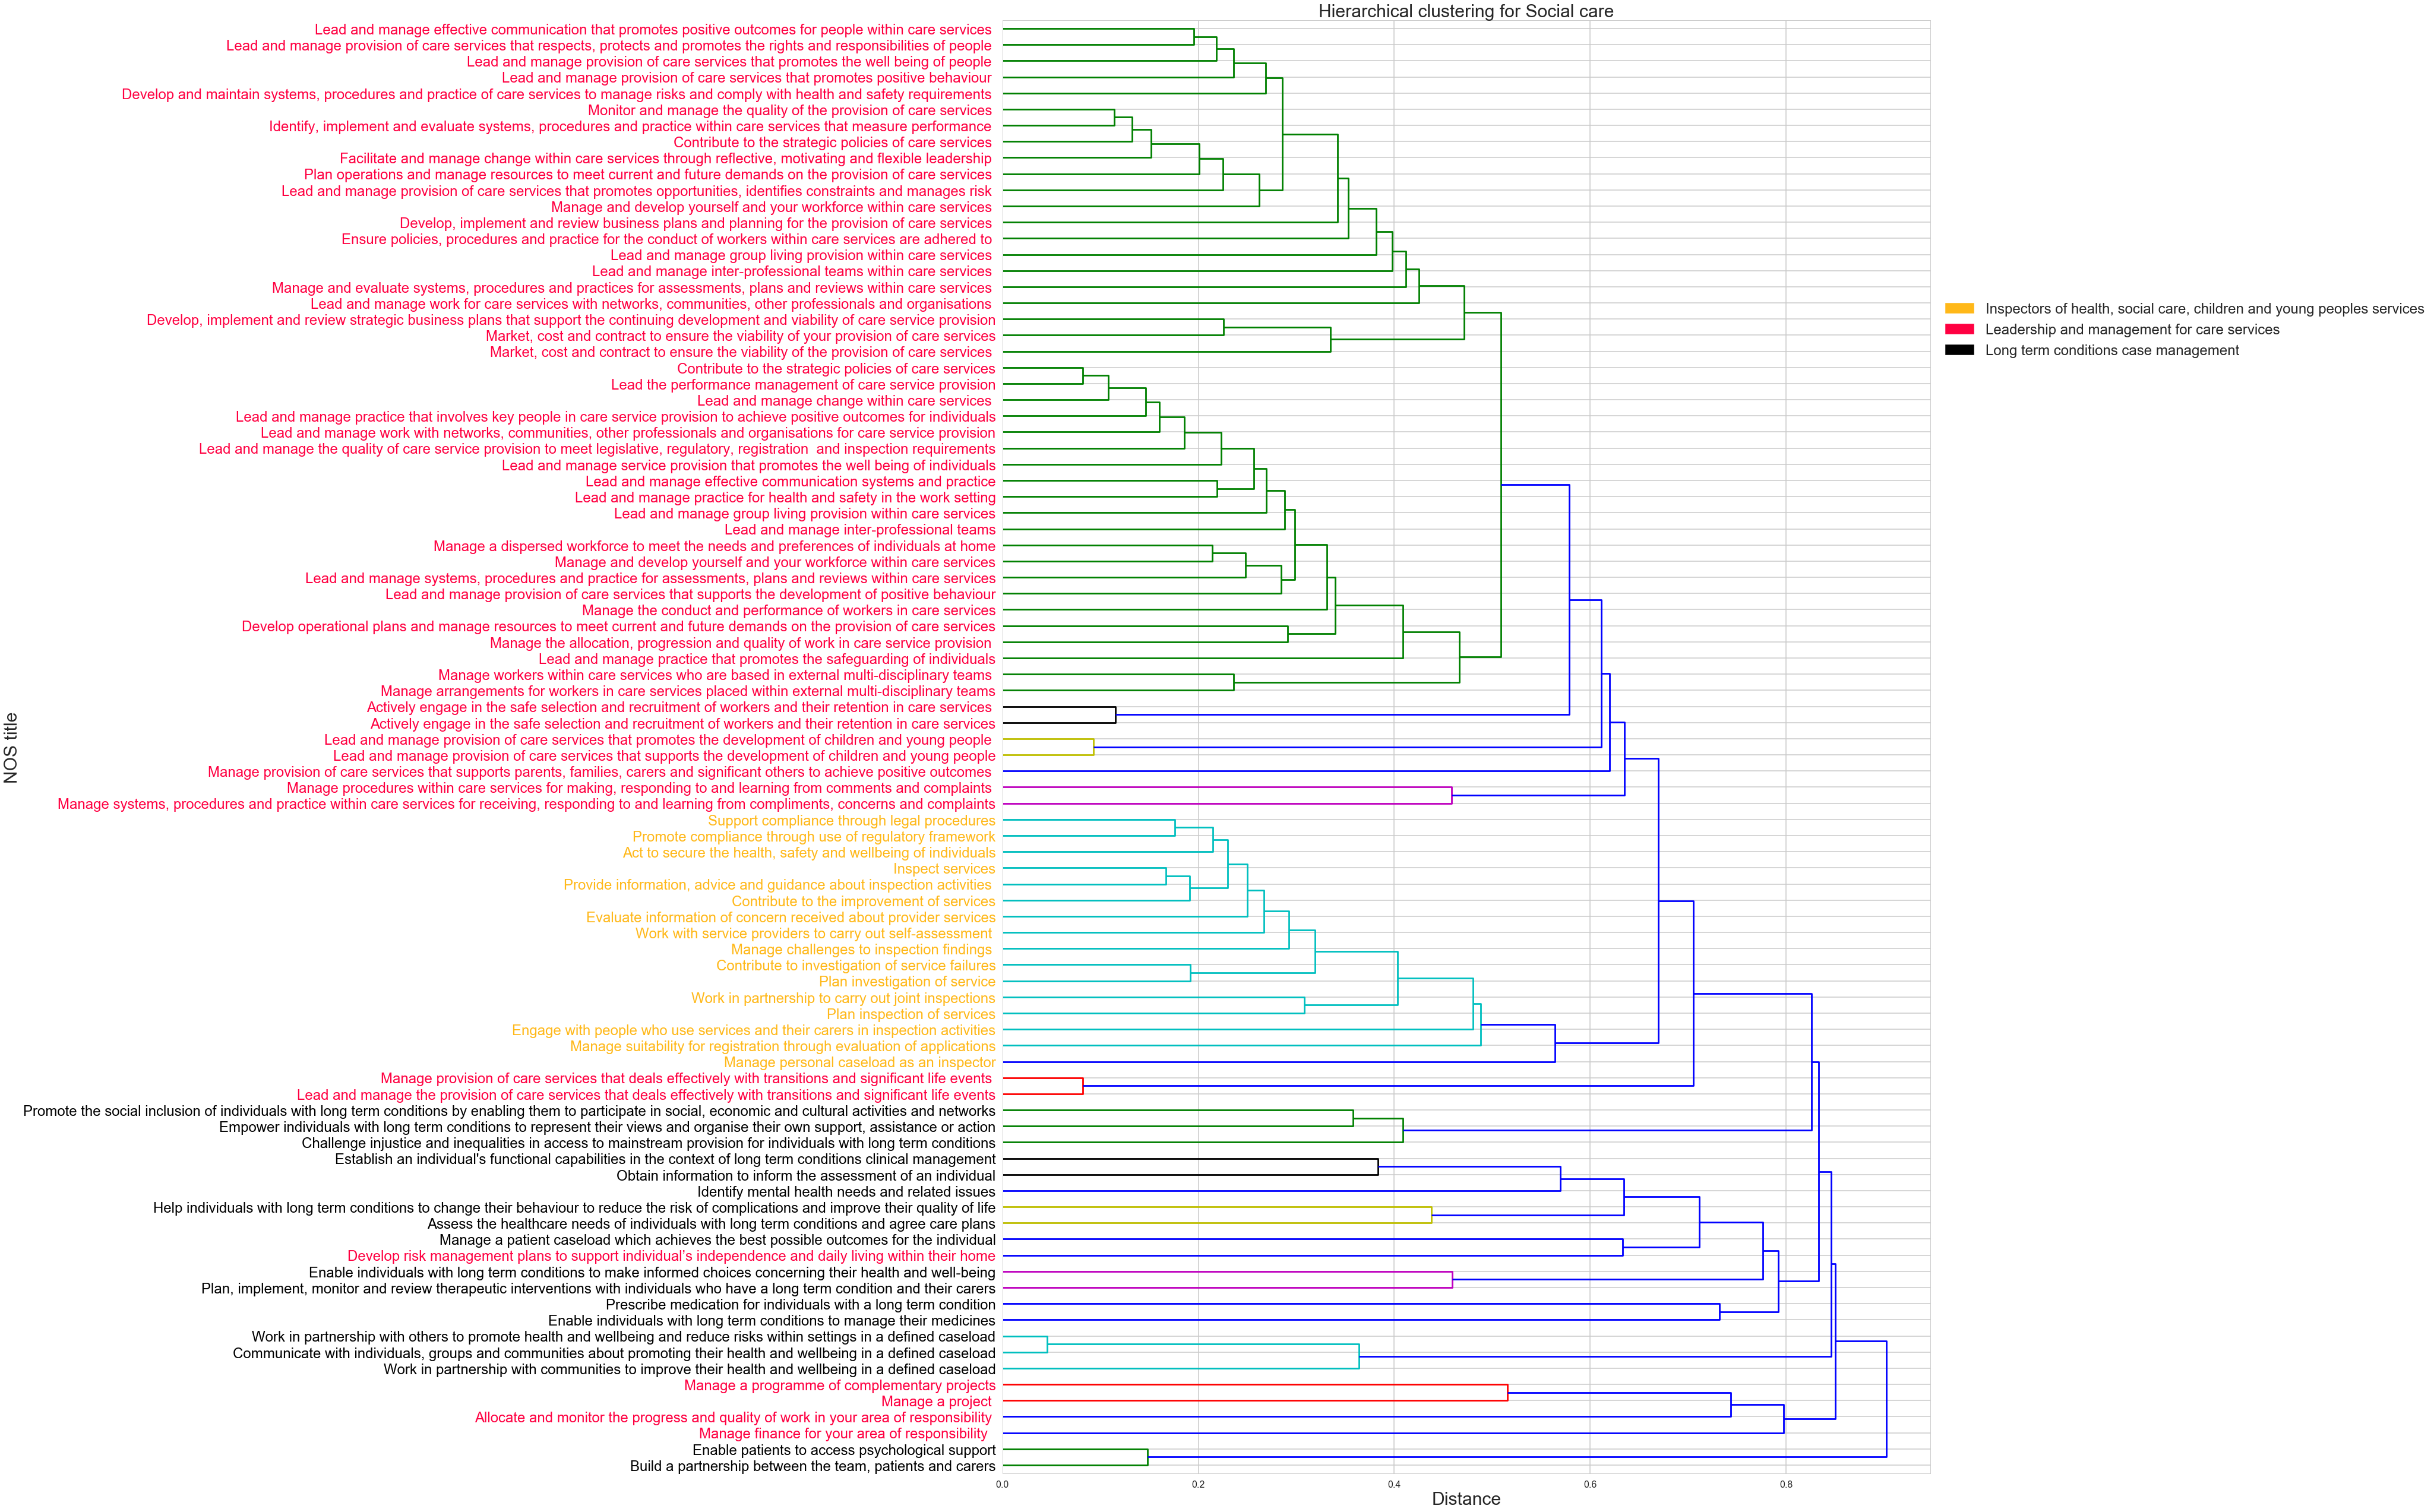 Hierarchical clustering for Social care
Lead and manage effective communication that promotes positive outcomes for people within care services
Lead and manage provision of care services that respects, protects and promotes the rights and responsibilities of people
Lead and manage provision of care services that promotes the well being of people
Lead and manage provision of care services that promotes positive behaviour
Develop and maintain systems, procedures and practice of care services to manage risks and comply with health and safety requirements
Monitor and manage the quality of the provision of care services
Identify, implement and evaluate systems, procedures and practice within care services that measure performance
Contribute to the strategic policies of care services
Facilitate and manage change within care services through reflective, motivating and flexible leadership
Plan operations and manage resources to meet current and future demands on the provision of care services
Lead and manage provision of care services that promotes opportunities, identifies constraints and manages risk
Manage and develop yourself and your workforce within care services
Develop, implement and review business plans and planning for the provision of care services
Ensure policies, procedures and practice for the conduct of workers within care services are adhered to
Lead and manage group living provision within care services
Lead and manage inter-professional teams within care services
Manage and evaluate systems, procedures and practices for assessments, plans and reviews within care services
Lead and manage work for care services with networks, communities, other professionals and organisations
Develop, implement and review strategic business plans that support the continuing development and viability of care service provision
Market, cost and contract to ensure the viability of your provision of care services
Market, cost and contract to ensure the viability of the provision of care services
Contribute to the strategic policies of care services
Lead the performance management of care service provision
Lead and manage change within care services
Lead and manage practice that involves key people in care service provision to achieve positive outcomes for individuals
Lead and manage work with networks, communities, other professionals and organisations for care service provision
Lead and manage the quality of care service provision to meet legislative, regulatory, registration  and inspection requirements
Lead and manage service provision that promotes the well being of individuals
Lead and manage effective communication systems and practice
Lead and manage practice for health and safety in the work setting
Lead and manage group living provision within care services
Lead and manage inter-professional teams
Manage a dispersed workforce to meet the needs and preferences of individuals at home
Manage and develop yourself and your workforce within care services
Lead and manage systems, procedures and practice for assessments, plans and reviews within care services
Lead and manage provision of care services that supports the development of positive behaviour
Manage the conduct and performance of workers in care services
Develop operational plans and manage resources to meet current and future demands on the provision of care services
Manage the allocation, progression and quality of work in care service provision
Lead and manage practice that promotes the safeguarding of individuals
Manage workers within care services who are based in external multi-disciplinary teams
Manage arrangements for workers in care services placed within external multi-disciplinary teams
Actively engage in the safe selection and recruitment of workers and their retention in care services
Actively engage in the safe selection and recruitment of workers and their retention in care services
Lead and manage provision of care services that promotes the development of children and young people
Lead and manage provision of care services that supports the development of children and young people
Manage provision of care services that supports parents, families, carers and significant others to achieve positive outcomes
Manage procedures within care services for making, responding to and learning from comments and complaints
Manage systems, procedures and practice within care services for receiving, responding to and learning from compliments, concerns and complaints
Support compliance through legal procedures
Promote compliance through use of regulatory framework
Act to secure the health, safety and wellbeing of individuals
Inspect services
Provide information, advice and guidance about inspection activities
Contribute to the improvement of services
Evaluate information of concern received about provider services
Work with service providers to carry out self-assessment
Manage challenges to inspection findings
Contribute to investigation of service failures
Plan investigation of service
Work in partnership to carry out joint inspections
Plan inspection of services
Engage with people who use services and their carers in inspection activities
Manage suitability for registration through evaluation of applications
Manage personal caseload as an inspector
Manage provision of care services that deals effectively with transitions and significant life events
Lead and manage the provision of care services that deals effectively with transitions and significant life events
Promote the social inclusion of individuals with long term conditions by enabling them to participate in social, economic and cultural activities and networks
Empower individuals with long term conditions to represent their views and organise their own support, assistance or action
Challenge injustice and inequalities in access to mainstream provision for individuals with long term conditions
Establish an individual's functional capabilities in the context of long term conditions clinical management
Obtain information to inform the assessment of an individual
Identify mental health needs and related issues
Help individuals with long term conditions to change their behaviour to reduce the risk of complications and improve their quality of life
Assess the healthcare needs of individuals with long term conditions and agree care plans
Manage a patient caseload which achieves the best possible outcomes for the individual
Develop risk management plans to support individual's independence and daily living within their home
Enable individuals with long term conditions to make informed choices concerning their health and well-being
Plan, implement, monitor and review therapeutic interventions with individuals who have a long term condition and their carers
Prescribe medication for individuals with a long term condition
Enable individuals with long term conditions to manage their medicines
Work in partnership with others to promote health and wellbeing and reduce risks within settings in a defined caseload
Communicate with individuals, groups and communities about promoting their health and wellbeing in a defined caseload
Work in partnership with communities to improve their health and wellbeing in a defined caseload
Manage a programme of complementary projects
Manage a project
Allocate and monitor the progress and quality of work in your area of responsibility
Manage finance for your area of responsibility
Enable patients to access psychological support
Build a partnership between the team, patients and carers
NOS title
0.0 0.2 0.4 0.6 0.8
Distance
Inspectors of health, social care, children and young peoples services
Leadership and management for care services
Long term conditions case management